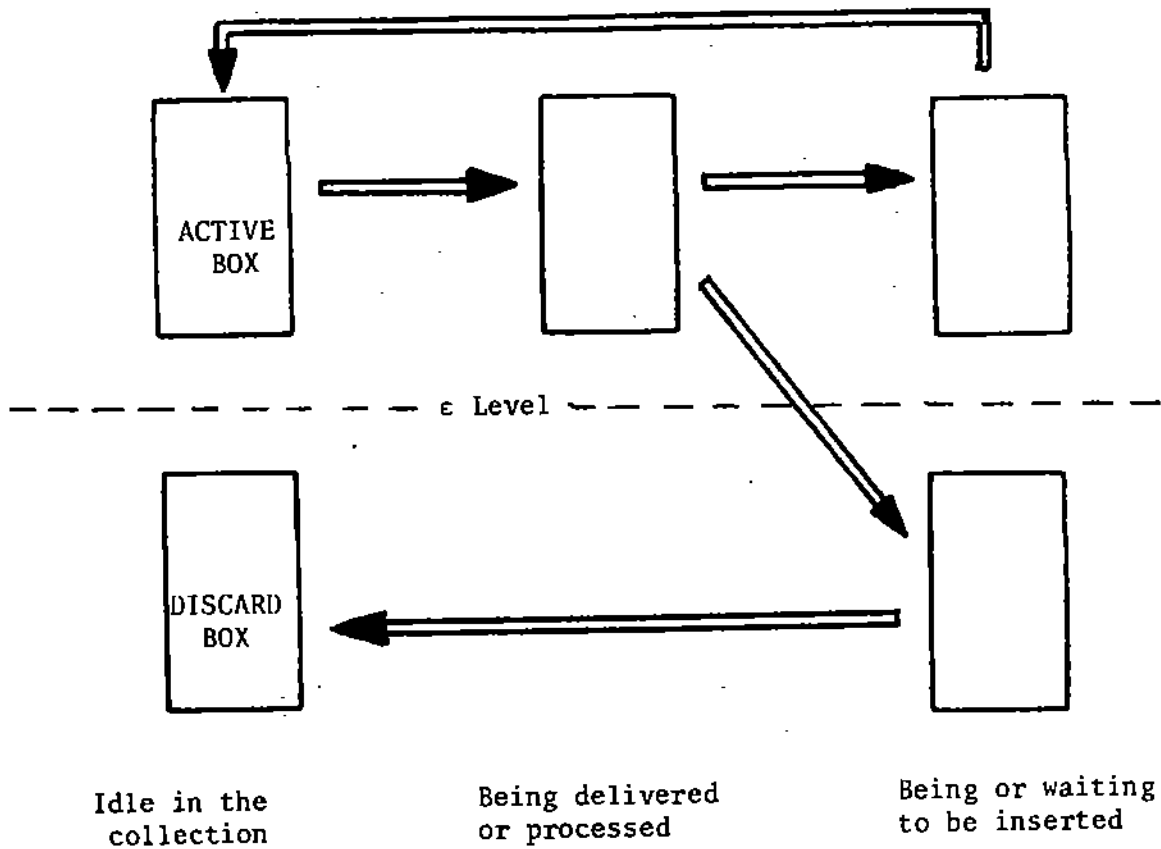 ACTIVE
BOX
ε Level
DISCARD
BOX
Idle in the
collection
Being delivered
or processed
Being or waiting
to be inserted